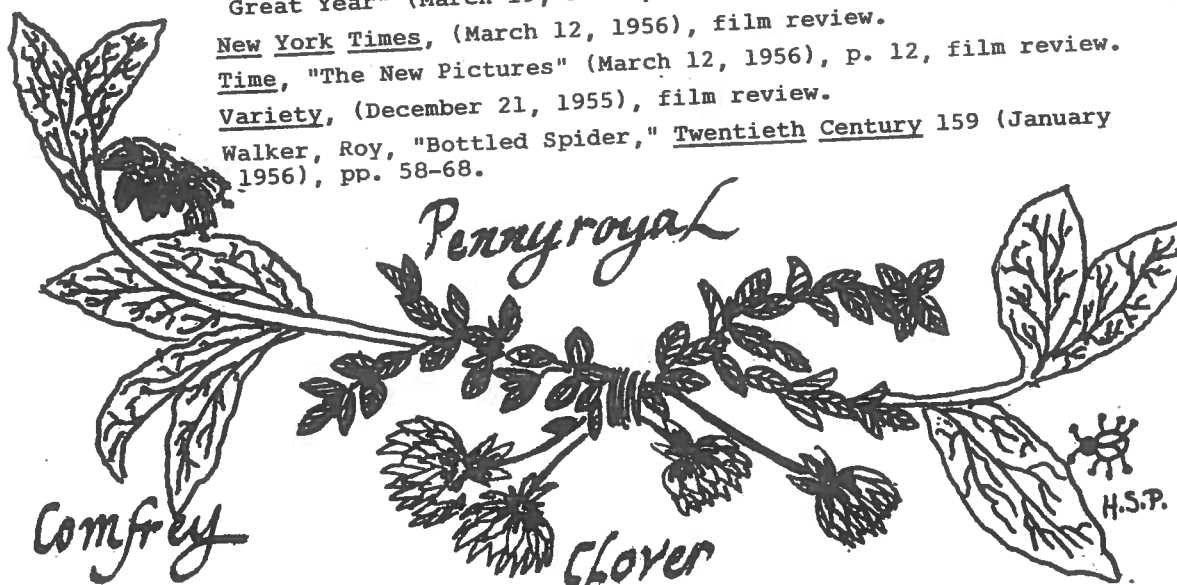 Great Year" (March 19,
New York Times, (March 12, 1956), film review.
Time, "The New Pictures" (March 12, 1956), p. 12, film review.
Variety, (December 21, 1955), film review.
Walker, Roy, "Bottled Spider," Twentieth Century 159 (January
1956), pp. 58-68.
Pennyroyal
Comfrey
Clover
H.S.P.